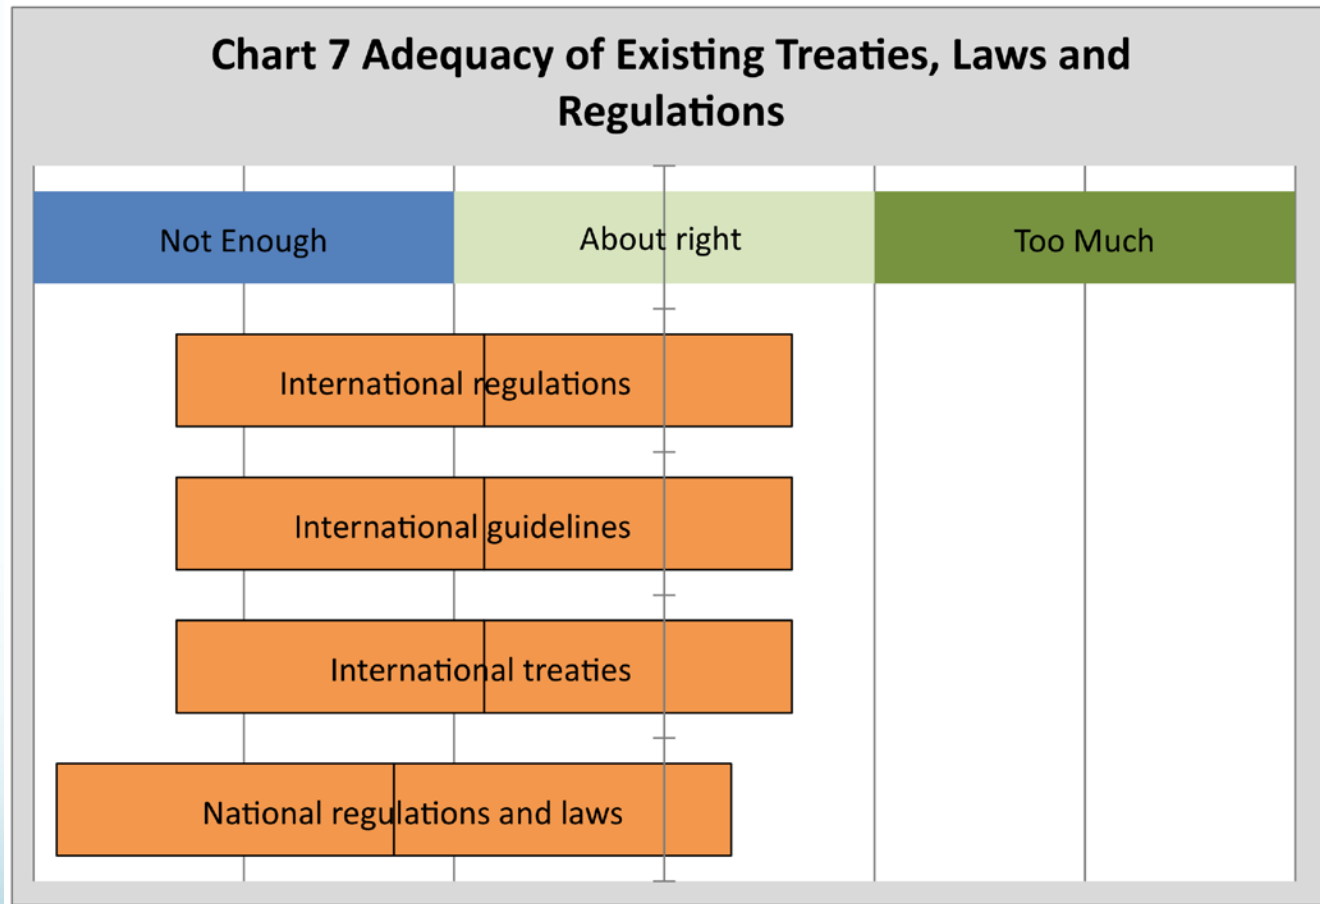 Chart 7 Adequacy of Existing Treaties, Laws and
Regulations
Not Enough
About right
Too Much
International regulations
International guidelines
International treaties
National regulations and laws